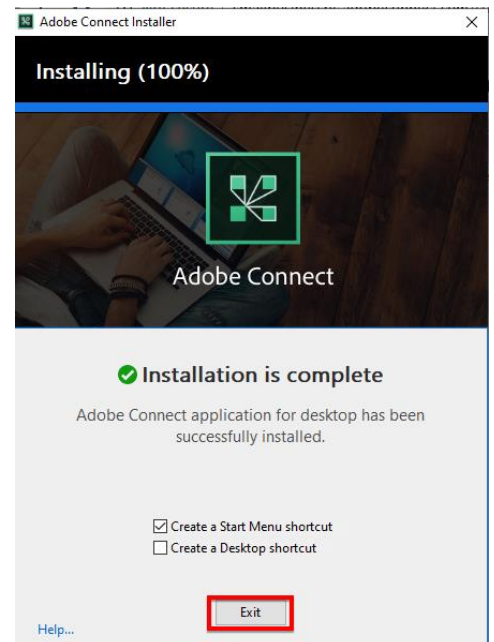 Adobe Connect Installer
Installing (100%)
Adobe Connect
Installation is complete
Adobe Connect application for desktop has been
successfully installed.
Create a Start Menu shortcut
Create a Desktop shortcut
Exit
Help...